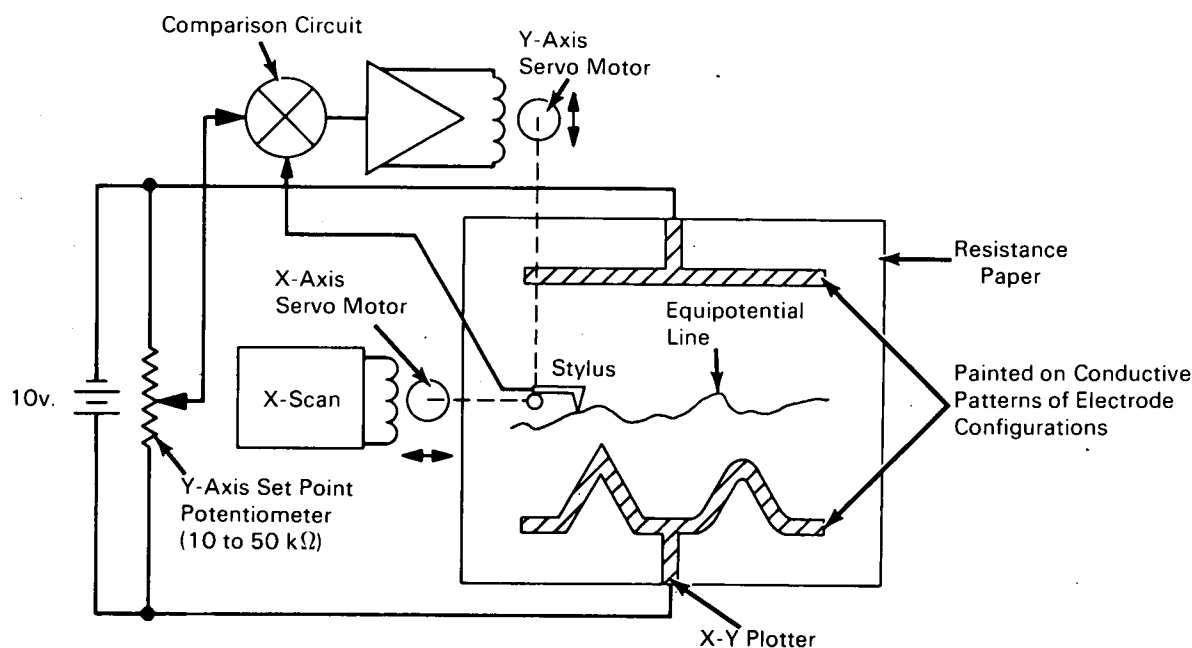 Comparison Circuit
Y-Axis
Servo Motor
X-Axis
Servo Motor
Resistance
Paper
Equipotential
Line
Stylus
10v.
X-Scan
Painted on Conductive
Patterns of Electrode
Configurations
Y-Axis Set Point
Potentiometer
(10 to 50 kΩ)
X-Y Plotter